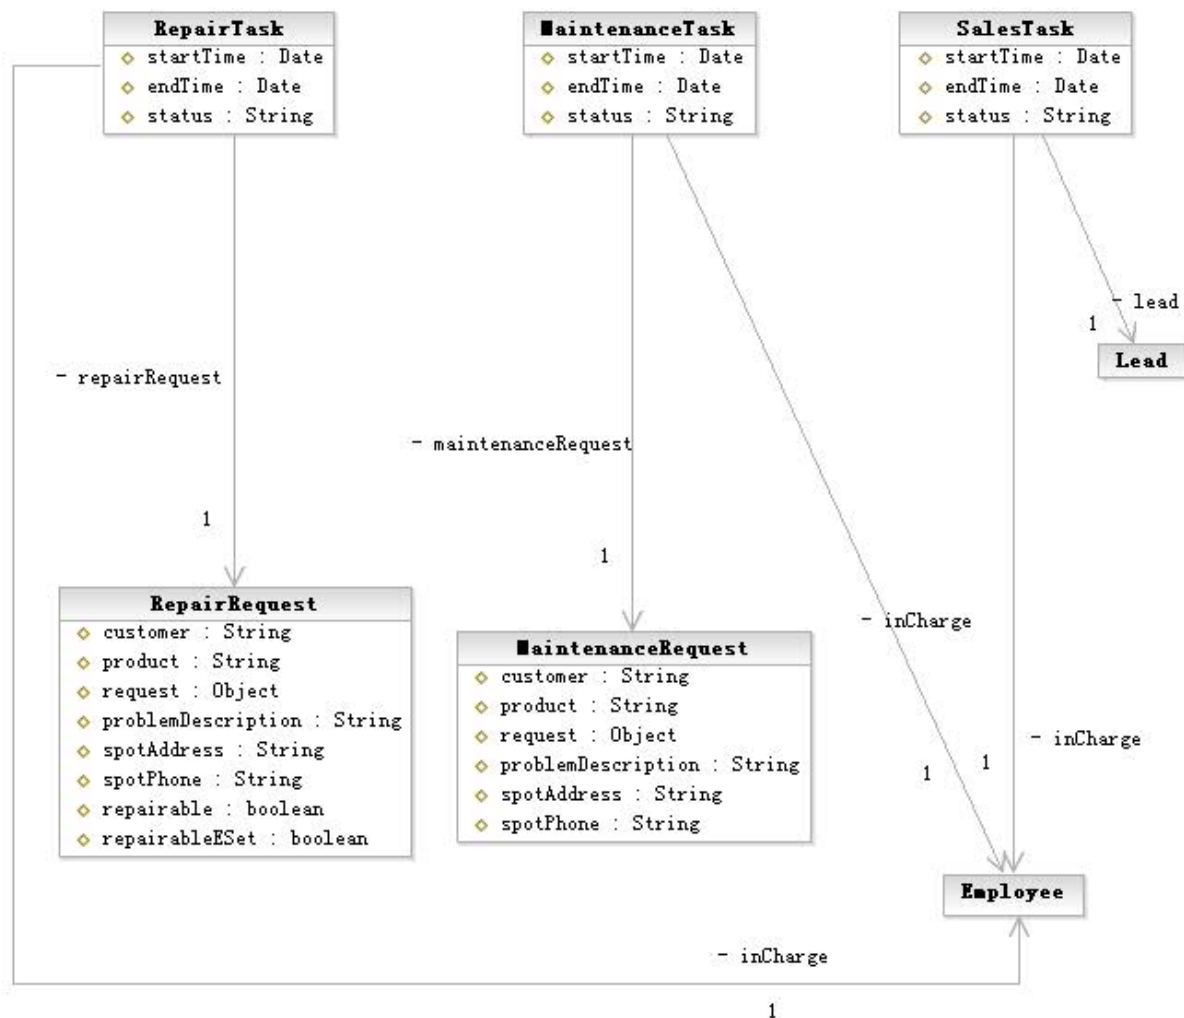 RepairTask
startTime : Date
endTime : Date
status : String
MaintenanceTask
startTime : Date
endTime : Date
status : String
SalesTask
startTime : Date
endTime : Date
status : String
- lead
1
Lead
- repairRequest
1
- maintenanceRequest
1
RepairRequest
customer : String
product : String
request : Object
problemDescription : String
spotAddress : String
spotPhone : String
repairable : boolean
repairableESet : boolean
MaintenanceRequest
customer : String
product : String
request : Object
problemDescription : String
spotAddress : String
spotPhone : String
- inCharge
1
- inCharge
1
Employee
- inCharge
1